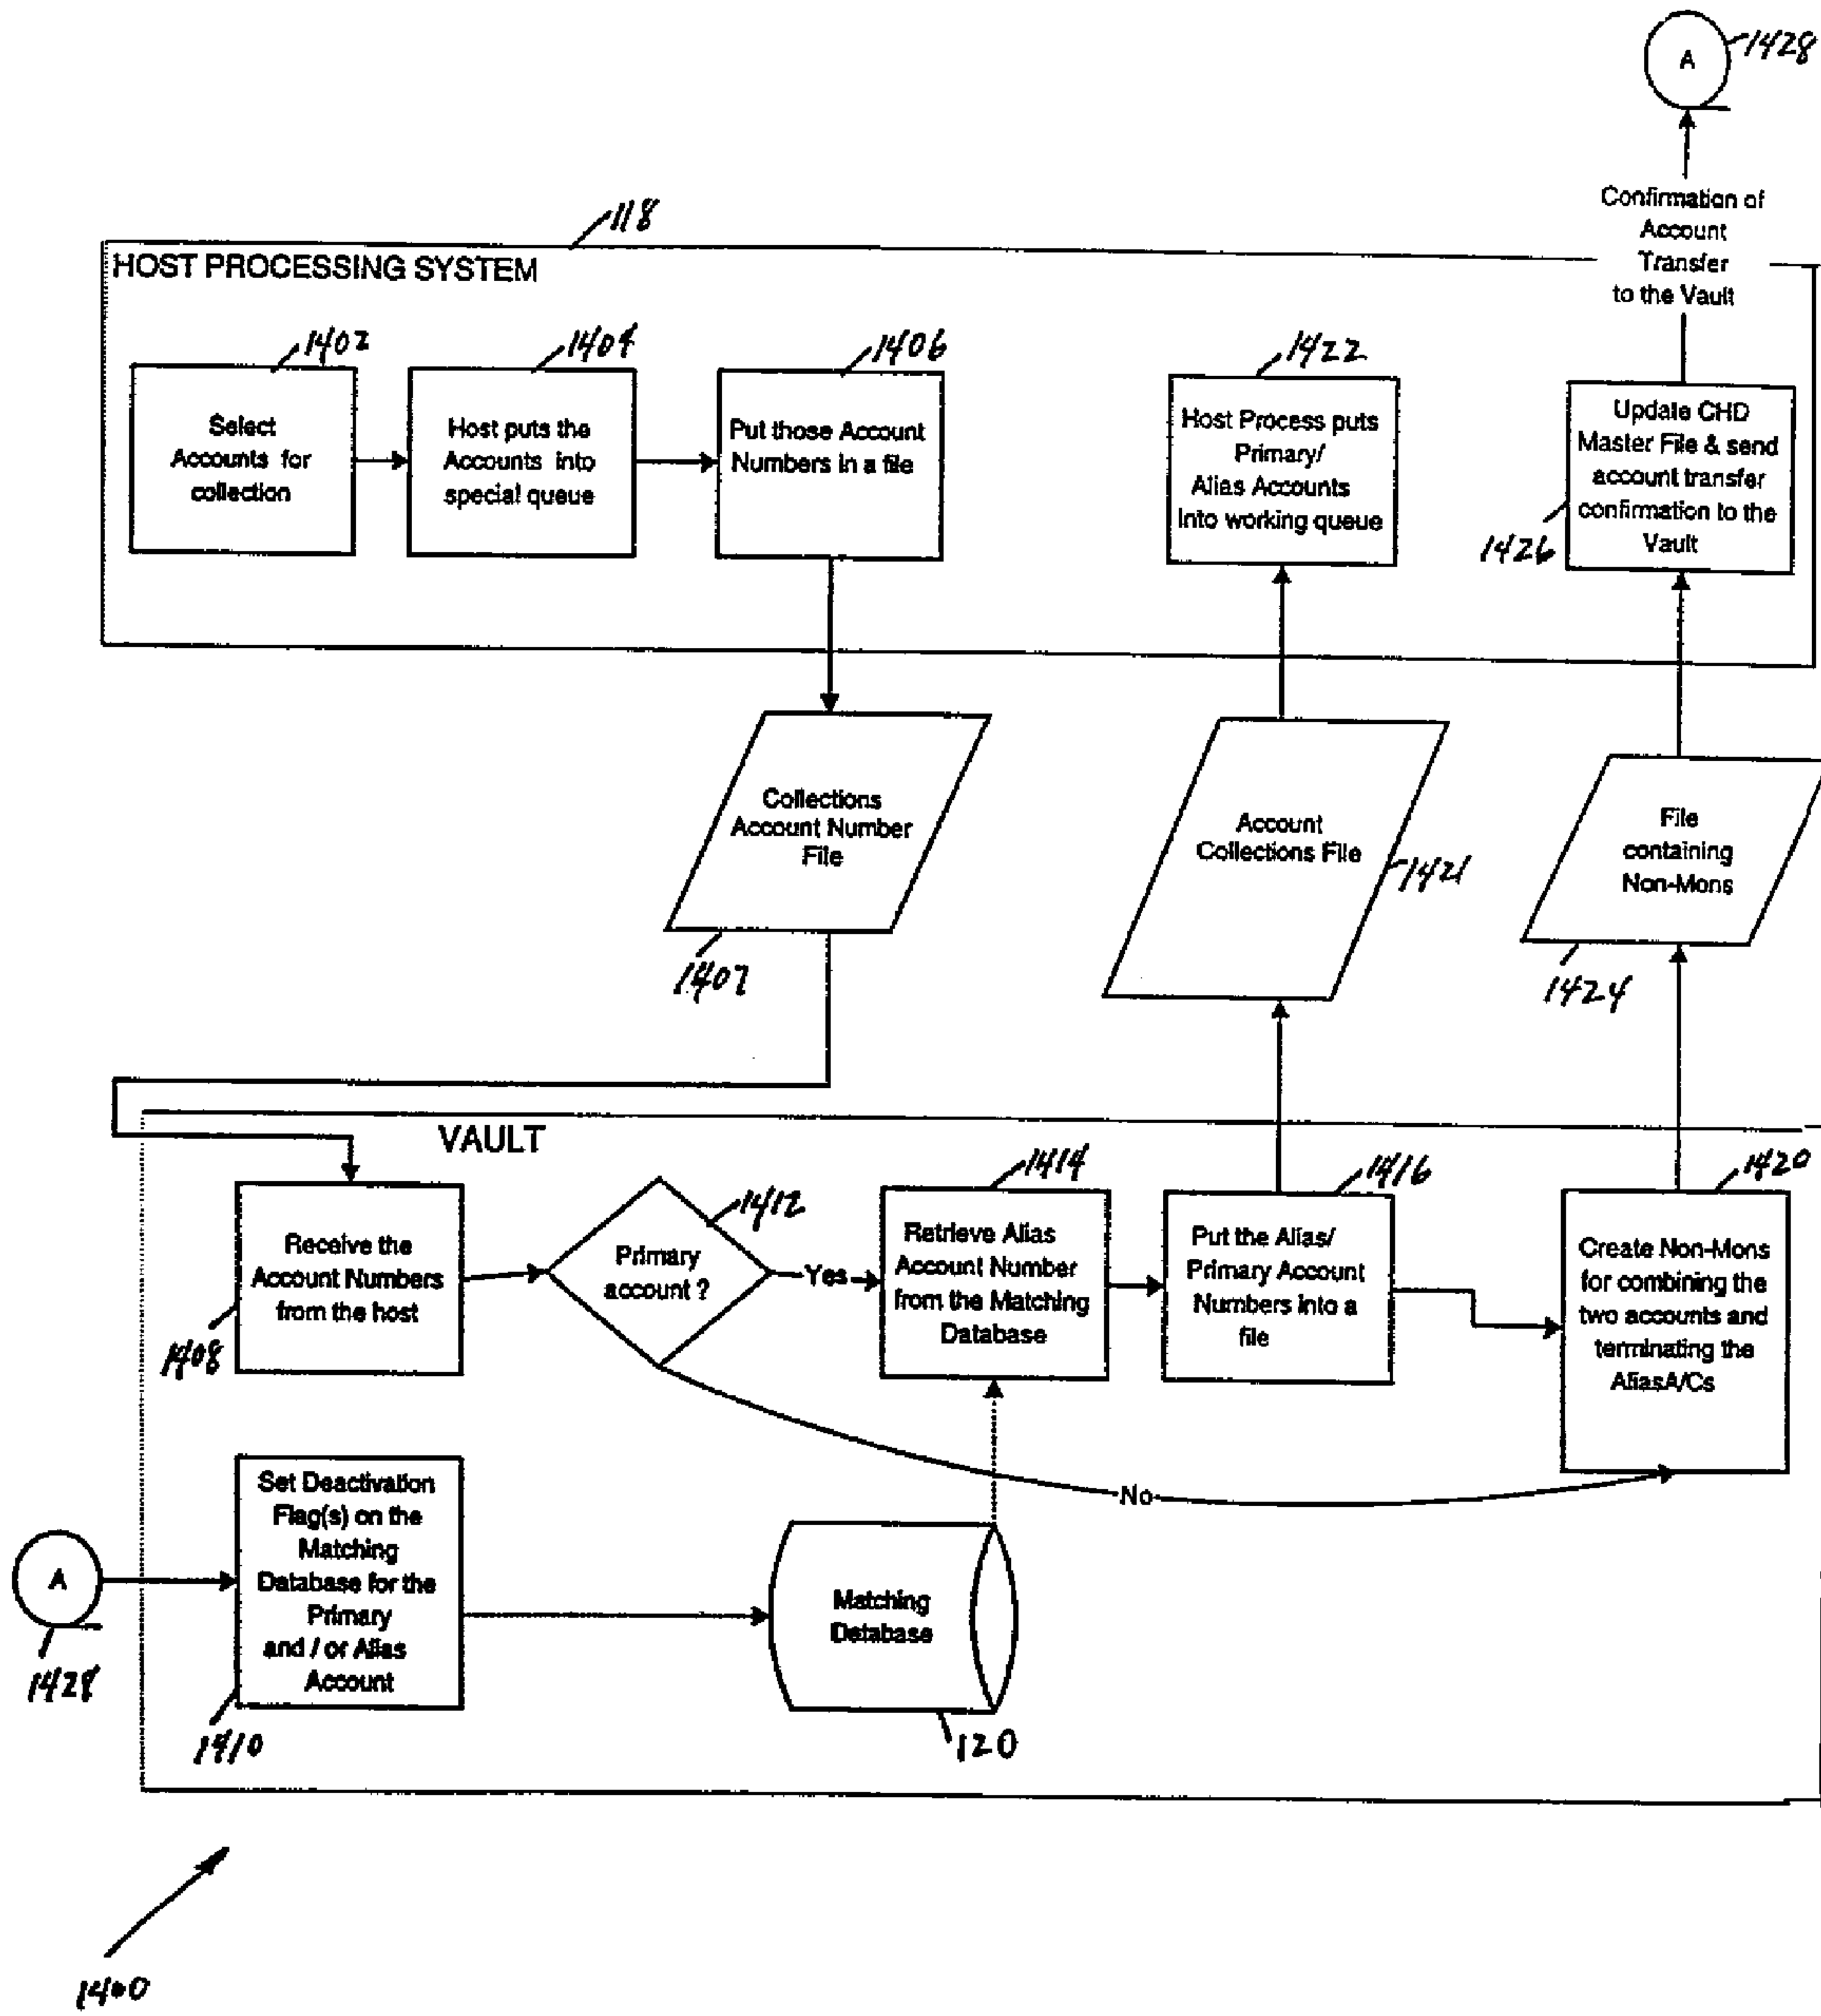 A
1428
Confirmation of
Account
Transfer
to the Vault
118
HOST PROCESSING SYSTEM
1402
Select
Accounts for
collection
1404
Host puts the
Accounts into
special queue
1406
Put those Account
Numbers in a file
1422
Host Process puts
Primary/
Alias Accounts
into working queue
Update CHD
Master File & send
account transfer
confirmation to the
Vault
1426
Collections
Account Number
File
1407
Account
Collections File
1421
File
containing
Non-Mons
1424
VAULT
Receive the
Account Numbers
from the host
1408
1412
Primary
account ?
Yes
No
1414
Retrieve Alias
Account Number
from the Matching
Database
1416
Put the Alias/
Primary Account
Numbers into a
file
1420
Create Non-Mons
for combining the
two accounts and
terminating the
AliasA/Cs
A
1428
Set Deactivation
Flag(s) on the
Matching
Database for the
Primary
and / or Alias
Account
1410
Matching
Database
120
1400